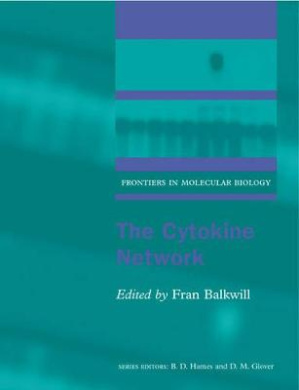 FRONTIERS IN MOLECULAR BIOLOGY
The Cytokine
Network
Edited by Fran Balkwill
SERIES EDITORS: B. D. Hames and D. M. Glover